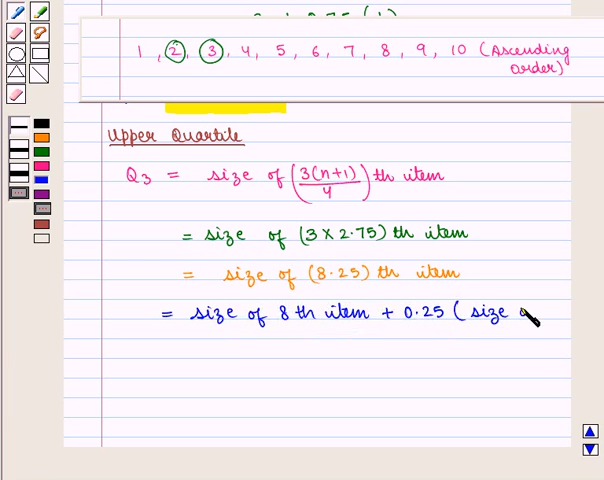 1 , 2 , 3 , 4 , 5 , 6 , 7 , 8 , 9 , 10 (Ascending
Order)
Upper Quartile
Q3 = size of (3(n+1)/4) th item
= size of (3 × 2.75) th item
= size of (8.25) th item
= size of 8 th item + 0.25 ( size